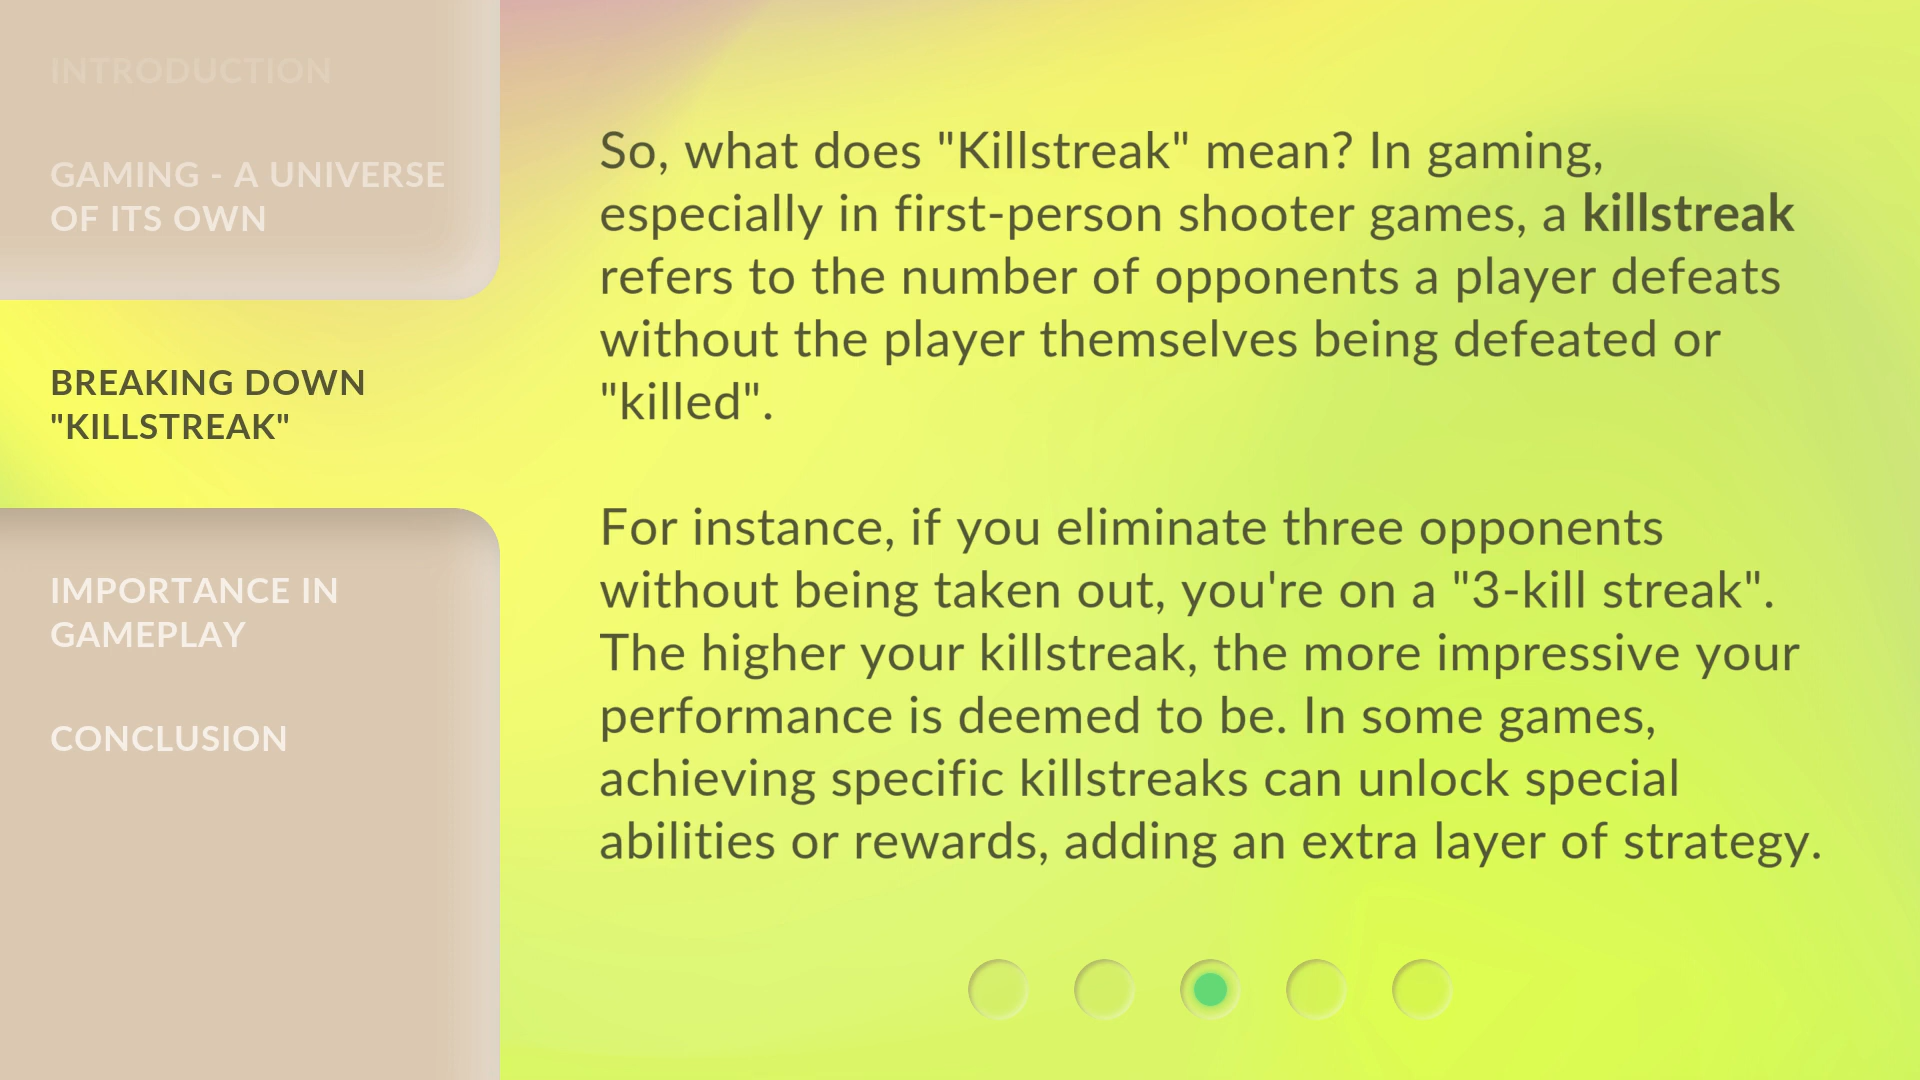 INTRODUCTION
GAMING - A UNIVERSE
OF ITS OWN
BREAKING DOWN
"KILLSTREAK"
IMPORTANCE IN
GAMEPLAY
CONCLUSION
So, what does "Killstreak" mean? In gaming,
especially in first-person shooter games, a killstreak
refers to the number of opponents a player defeats
without the player themselves being defeated or
"killed".
For instance, if you eliminate three opponents
without being taken out, you're on a "3-kill streak".
The higher your killstreak, the more impressive your
performance is deemed to be. In some games,
achieving specific killstreaks can unlock special
abilities or rewards, adding an extra layer of strategy.